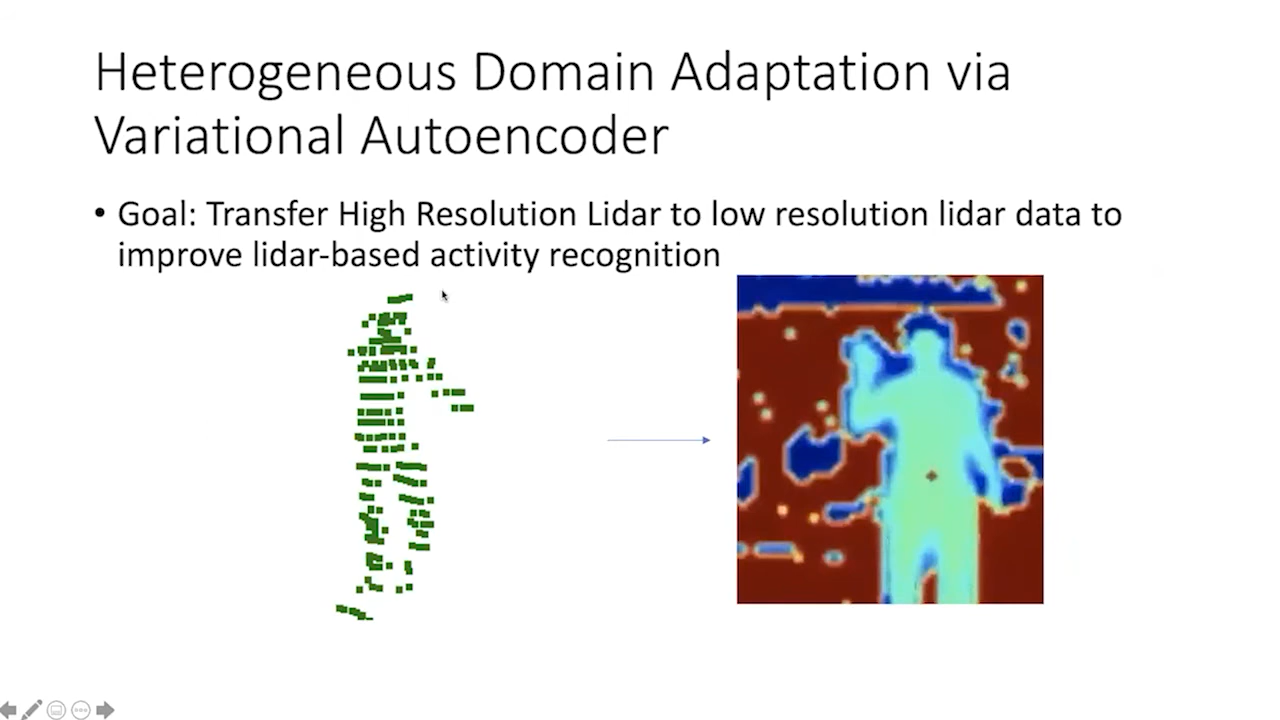 Heterogeneous Domain Adaptation via
Variational Autoencoder
• Goal: Transfer High Resolution Lidar to low resolution lidar data to
improve lidar-based activity recognition